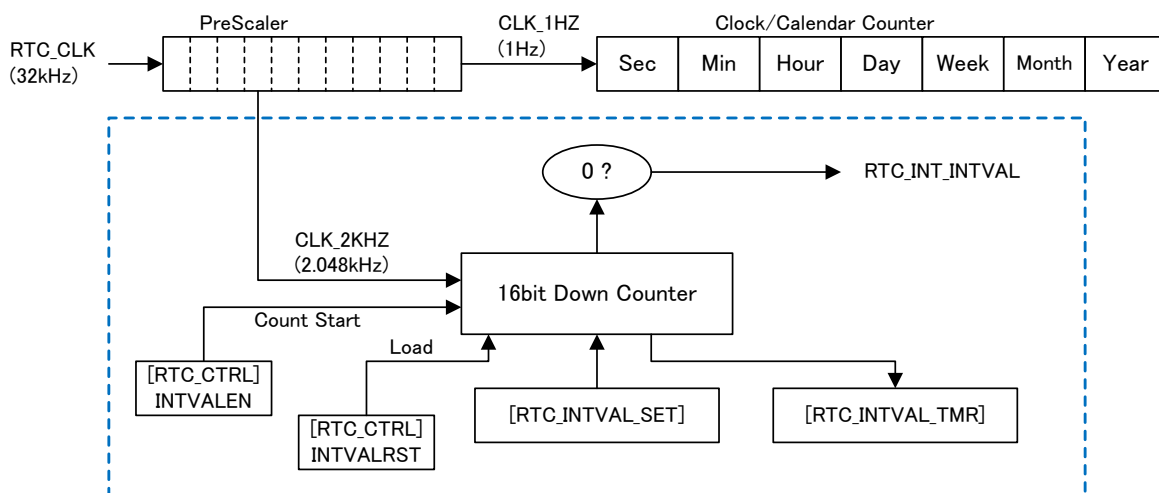 PreScaler
CLK_1HZ
(1Hz)
Clock/Calendar Counter
RTC_CLK
(32kHz)
Sec
Min
Hour
Day
Week
Month
Year
0 ?
RTC_INT_INTVAL
CLK_2KHZ
(2.048kHz)
16bit Down Counter
Count Start
Load
[RTC_CTRL]
INTVALEN
[RTC_CTRL]
INTVALRST
[RTC_INTVAL_SET]
[RTC_INTVAL_TMR]